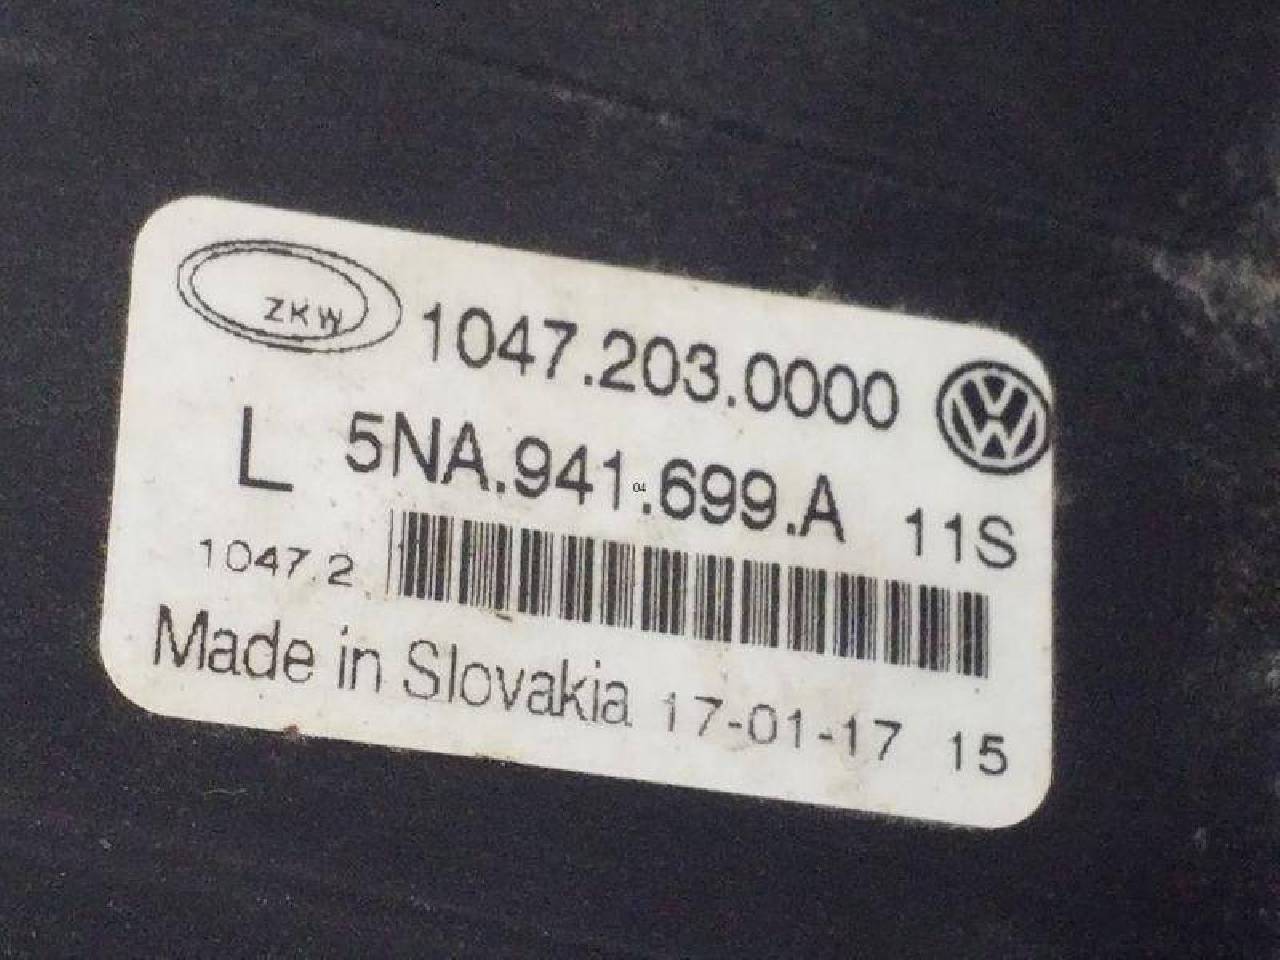 ZKW 1047.203.0000
L 5NA.941.699.A 11S
04
1047.2
Made in Slovakia 17-01-17 15